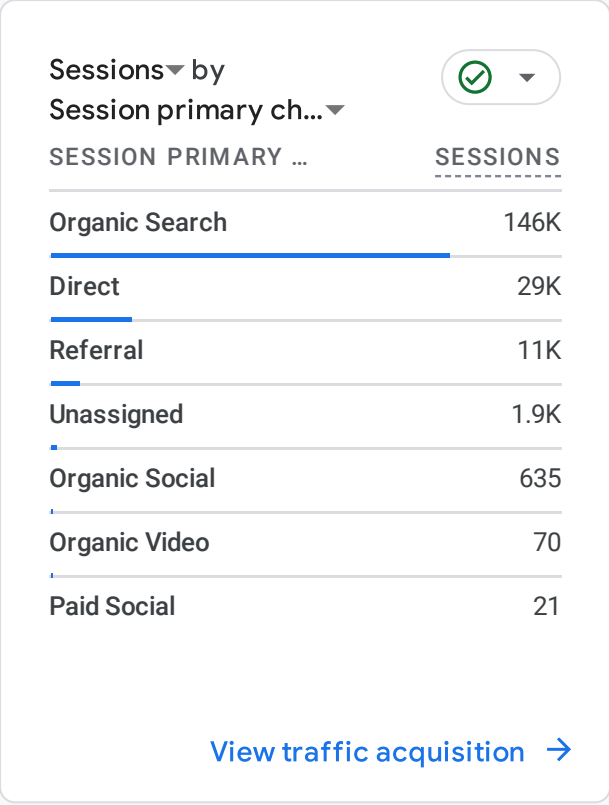 Sessions by
Session primary ch...
SESSION PRIMARY ... SESSIONS
Organic Search 146K
Direct 29K
Referral 11K
Unassigned 1.9K
Organic Social 635
Organic Video 70
Paid Social 21
View traffic acquisition